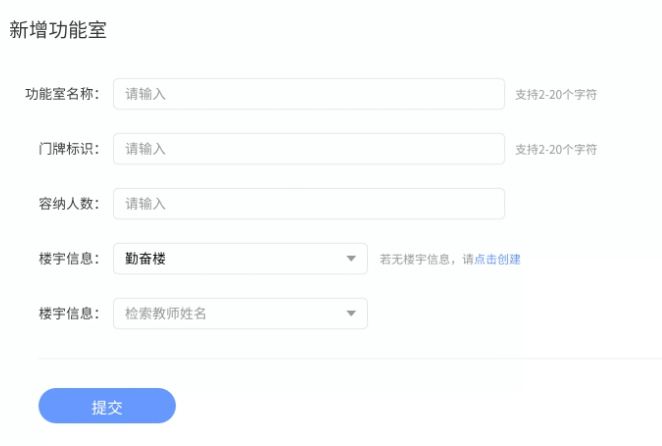 新增功能室
功能室名称： 请输入 支持2-20个字符
门牌标识： 请输入 支持2-20个字符
容纳人数： 请输入
楼宇信息： 勤奋楼 若无楼宇信息，请点击创建
楼宇信息： 检索教师姓名
提交